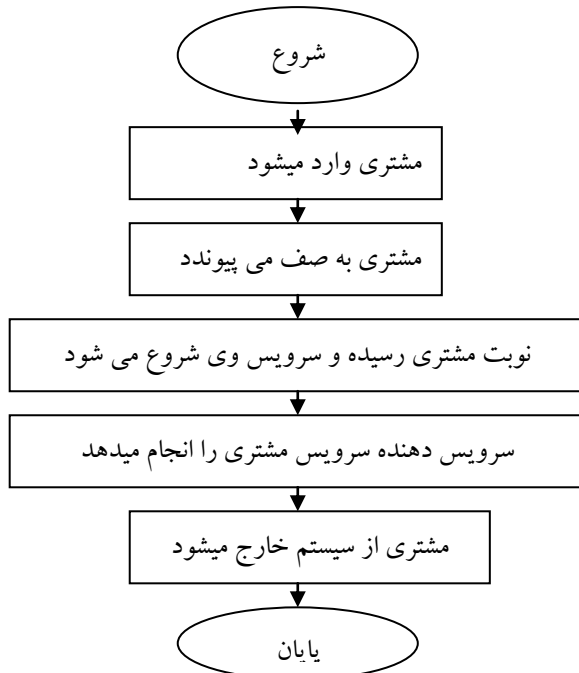 شروع
مشتری وارد میشود
مشتری به صف می پیوندد
نوبت مشتری رسیده و سرویس وی شروع می شود
سرویس دهنده سرویس مشتری را انجام میدهد
مشتری از سیستم خارج میشود
پایان